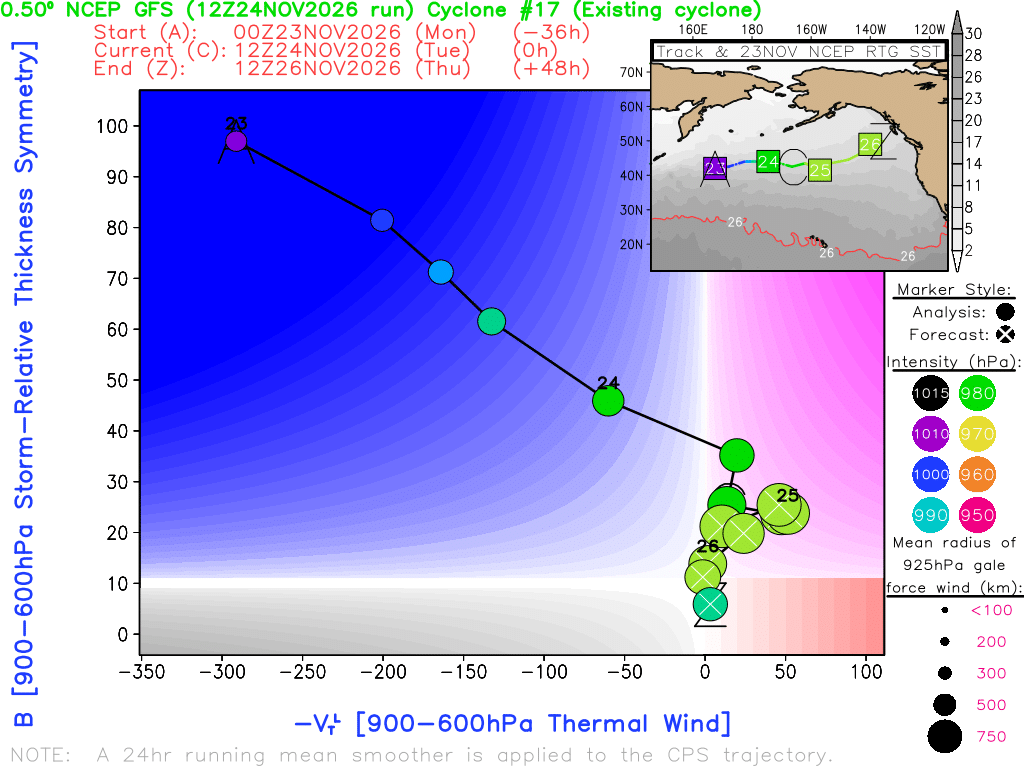 0.50° NCEP GFS (12Z24NOV2026 run) Cyclone #17 (Existing cyclone)
Start (A): 00Z23NOV2026 (Mon) (−36h)
Current (C): 12Z24NOV2026 (Tue) (0h)
End (Z): 12Z26NOV2026 (Thu) (+48h)
160E 180 160W 140W 120W
Track & 23NOV NCEP RTG SST
70N
60N
50N
40N
30N
20N
23 24 25 26
26
26
26
30
28
26
23
20
17
14
11
8
5
2
B [900−600hPa Storm−Relative Thickness Symmetry]
100
90
80
70
60
50
40
30
20
10
0
A
23
24
25
26
Z
−350 −300 −250 −200 −150 −100 −50 0 50 100
−V_T^L [900−600hPa Thermal Wind]
Marker Style:
Analysis:
Forecast:
Intensity (hPa):
1015 980
1010 970
1000 960
990 950
Mean radius of
925hPa gale
force wind (km):
<100
200
300
500
750
NOTE: A 24hr running mean smoother is applied to the CPS trajectory.